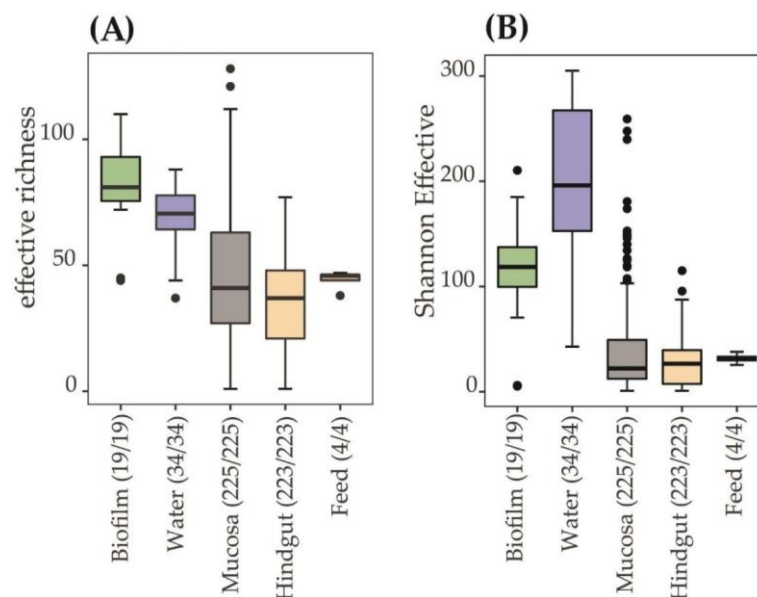 (A)
effective richness
100
50
0
Biofilm (19/19)
Water (34/34)
Mucosa (225/225)
Hindgut (223/223)
Feed (4/4)
(B)
Shannon Effective
300
200
100
0
Biofilm (19/19)
Water (34/34)
Mucosa (225/225)
Hindgut (223/223)
Feed (4/4)